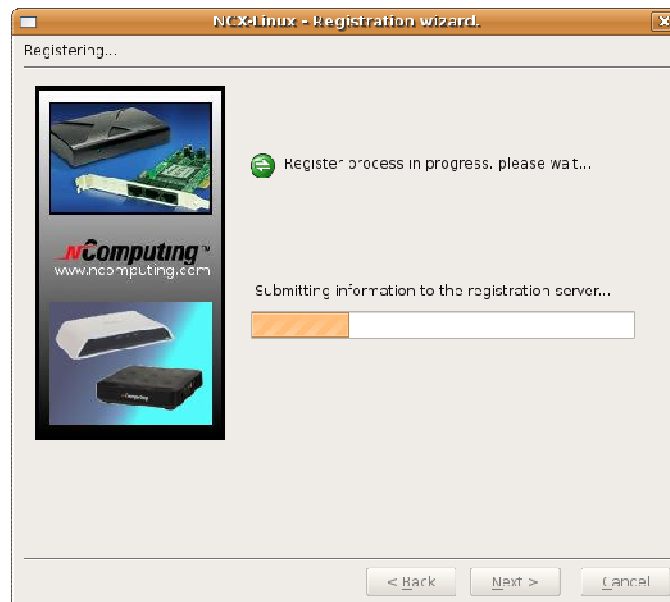 NCX-Linux - Registration wizard.
Registering...
Register process in progress, please wait...
nComputing™
www.ncomputing.com
Submitting information to the registration server...
nComputing
< Back
Next >
Cancel